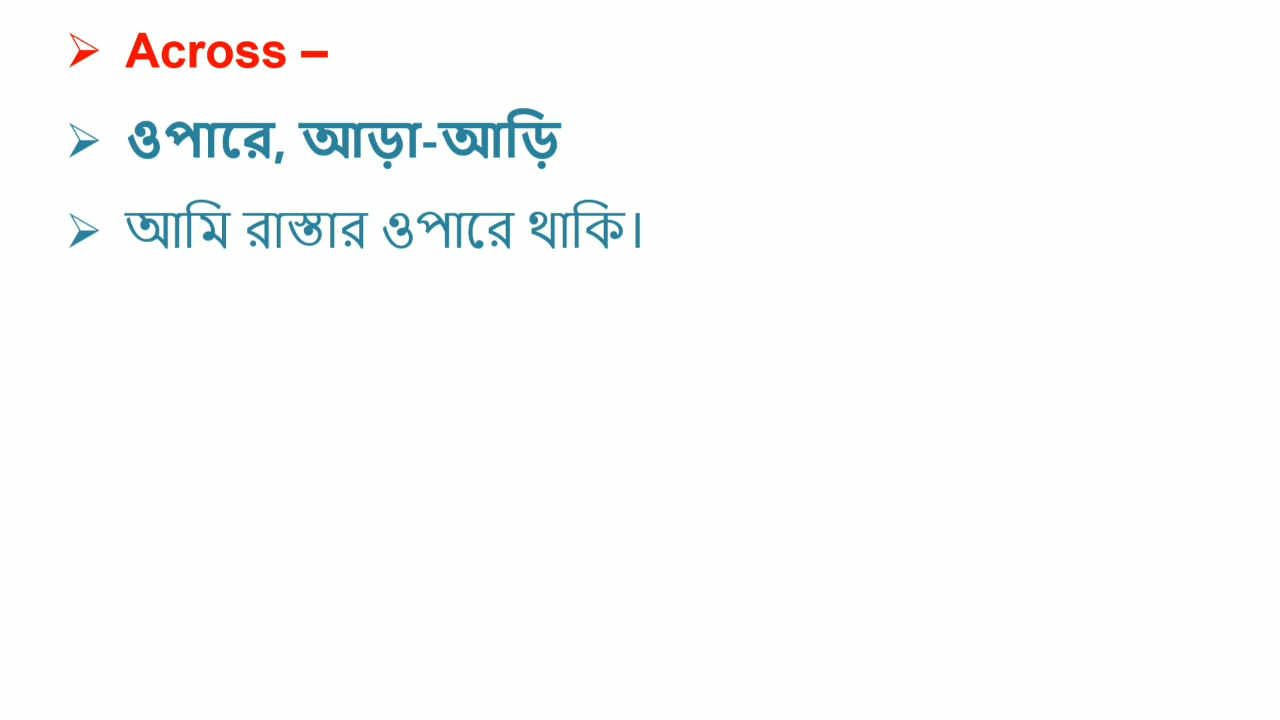 ➢ Across –
➢ ওপারে, আড়া-আড়ি
➢ আমি রাস্তার ওপারে থাকি।